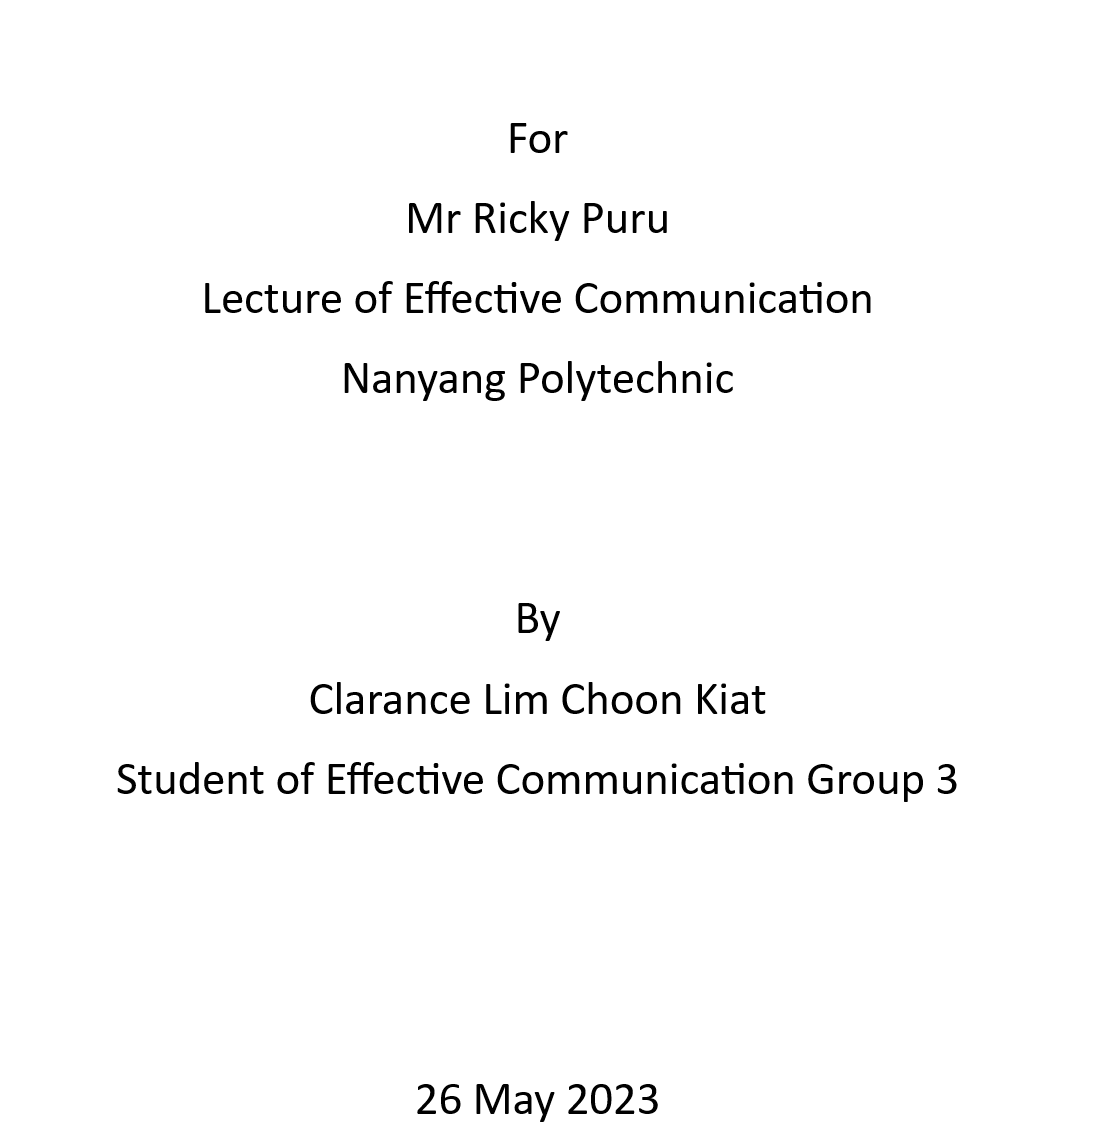 For
Mr Ricky Puru
Lecture of Effective Communication
Nanyang Polytechnic
By
Clarance Lim Choon Kiat
Student of Effective Communication Group 3
26 May 2023